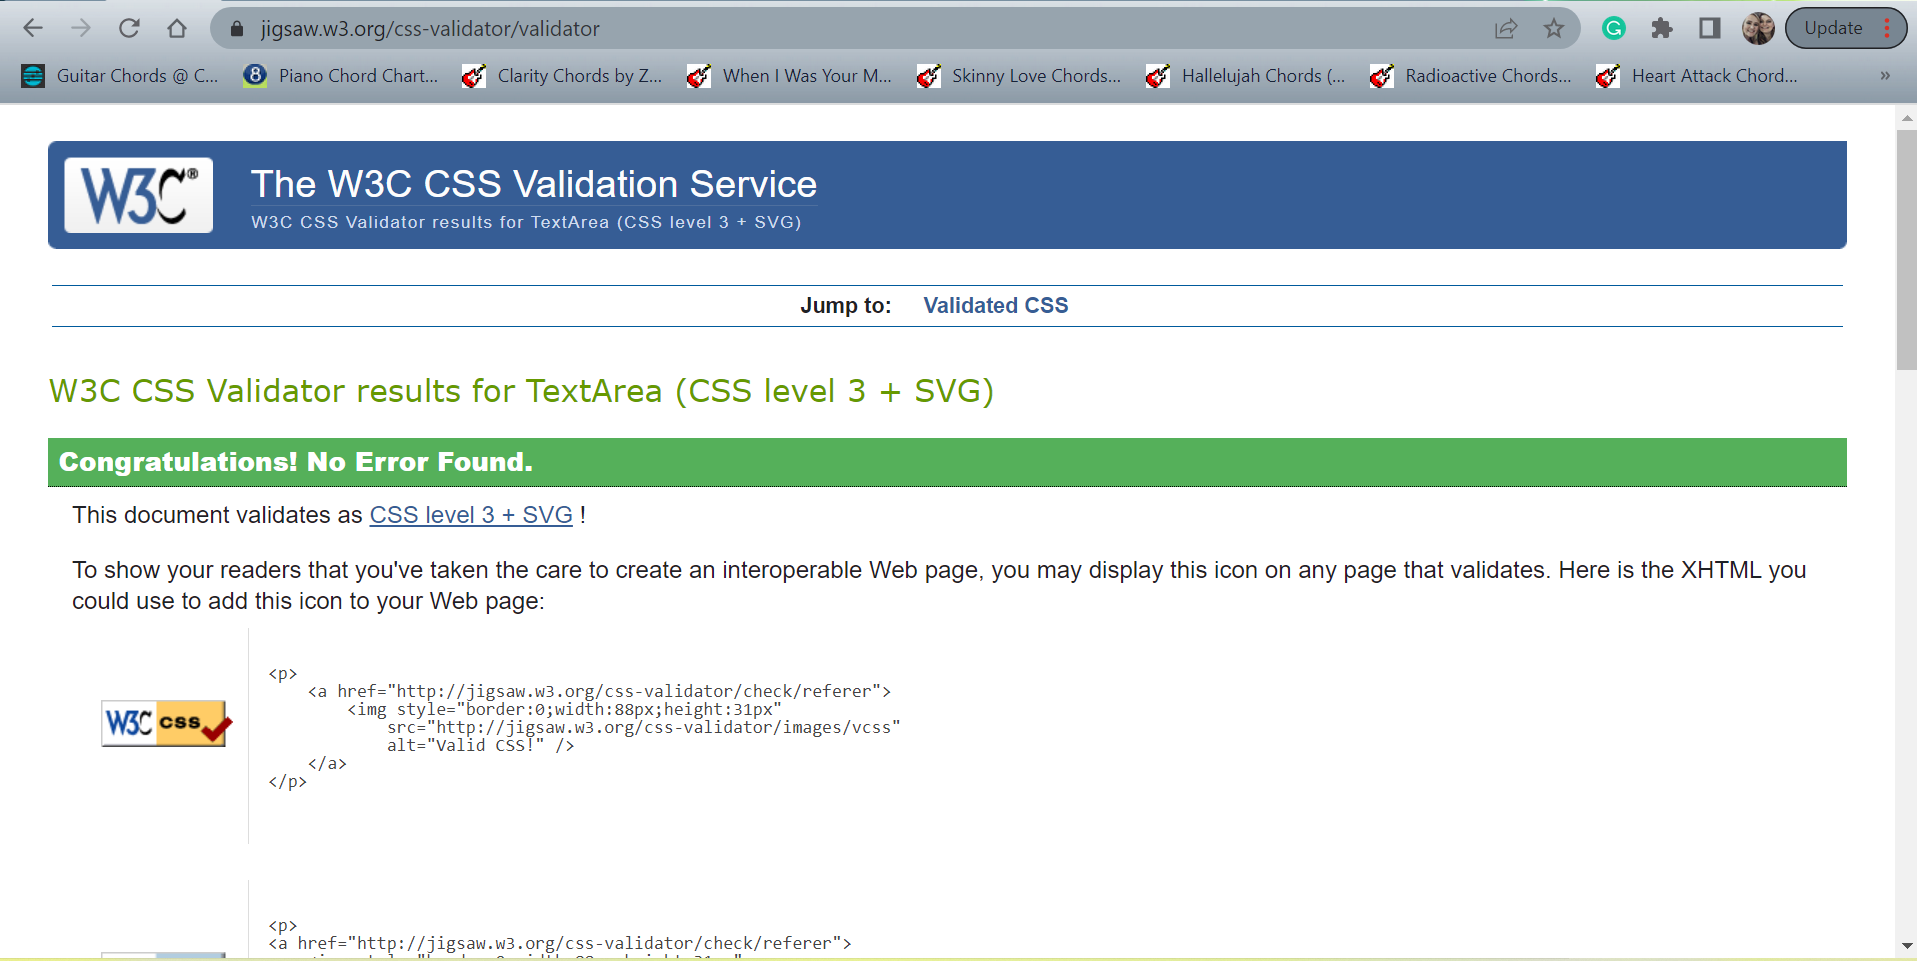 jigsaw.w3.org/css-validator/validator
Update
Guitar Chords @ C...
8
Piano Chord Chart...
Clarity Chords by Z...
When I Was Your M...
Skinny Love Chords...
Hallelujah Chords (...
Radioactive Chords...
Heart Attack Chord...
»
W3C®
The W3C CSS Validation Service
W3C CSS Validator results for TextArea (CSS level 3 + SVG)
Jump to: Validated CSS
W3C CSS Validator results for TextArea (CSS level 3 + SVG)
Congratulations! No Error Found.
This document validates as CSS level 3 + SVG !
To show your readers that you've taken the care to create an interoperable Web page, you may display this icon on any page that validates. Here is the XHTML you
could use to add this icon to your Web page:
W3C css
<p>
<a href="http://jigsaw.w3.org/css-validator/check/referer">
<img style="border:0;width:88px;height:31px"
src="http://jigsaw.w3.org/css-validator/images/vcss"
alt="Valid CSS!" />
</a>
</p>
<p>
<a href="http://jigsaw.w3.org/css-validator/check/referer">